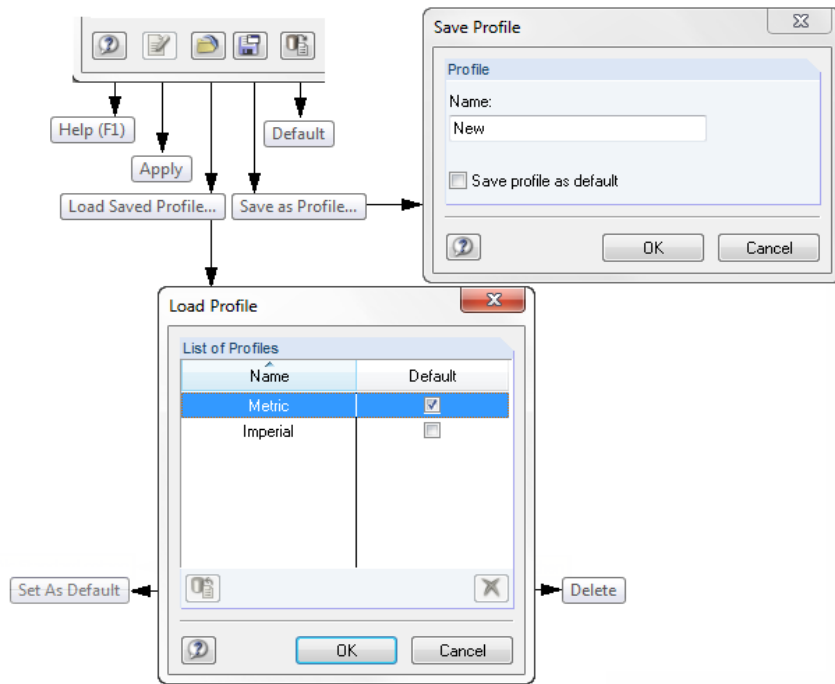 Help (F1)
Apply
Load Saved Profile...
Save as Profile...
Default
Save Profile
Profile
Name:
New
Save profile as default
OK
Cancel
Load Profile
List of Profiles
Name
Default
Metric
Imperial
Set As Default
Delete
OK
Cancel